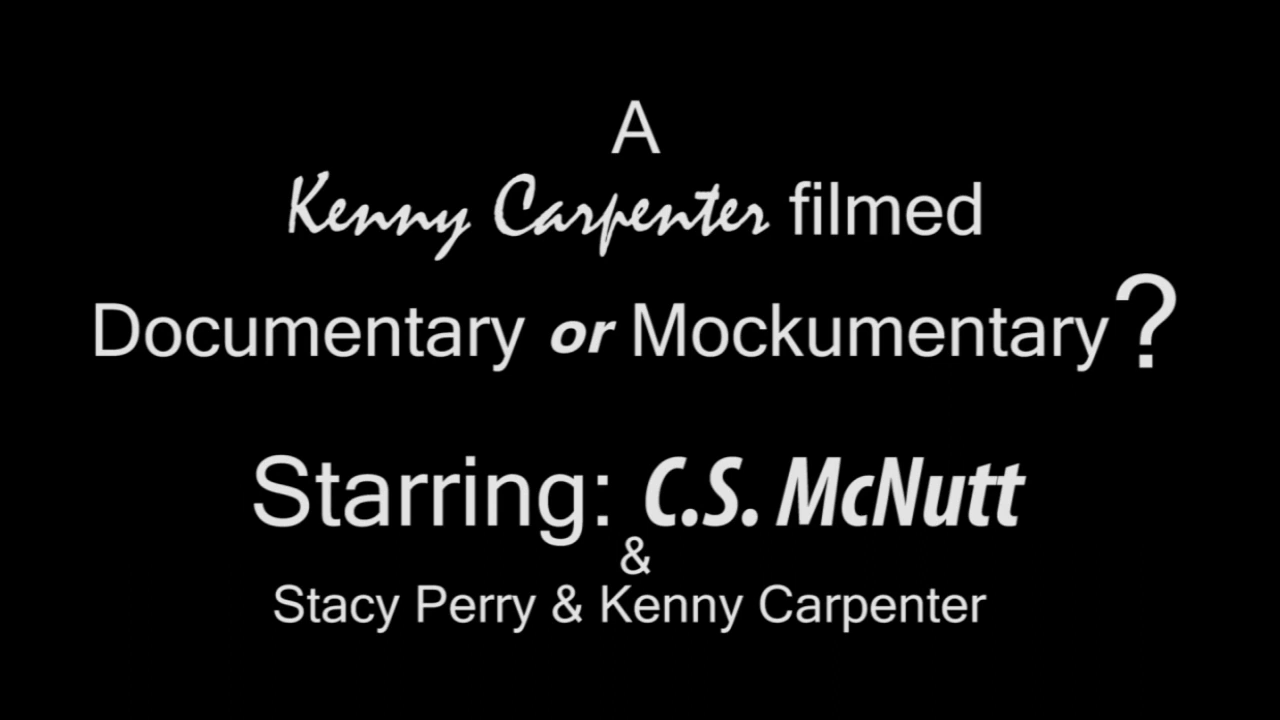 A
Kenny Carpenter filmed
Documentary or Mockumentary?
Starring: C.S. McNutt
&
Stacy Perry & Kenny Carpenter